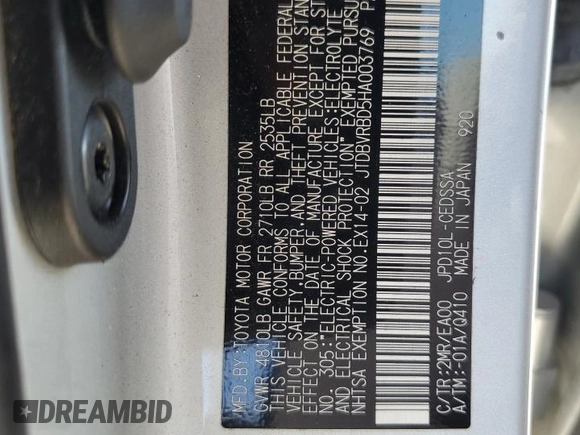 MFD.BY:TOYOTA MOTOR CORPORATION
GVWR 4810LB GAWR FR 2710LB RR 2535LB
THIS VEHICLE CONFORMS TO ALL APPLICABLE FEDERAL
VEHICLE SAFETY,BUMPER,AND THEFT PREVENTION STAN
EFFECT ON THE DATE OF MANUFACTURE EXCEPT FOR ST
NO. 305:"ELECTRIC-POWERED VEHICLES:ELECTROLYTE
AND ELECTRICAL SHOCK PROTECTION" EXEMPTED PURSU
NHTSA EXEMPTION NO.EX14-02 JTDBVRBD5HA003769 P
C/TR:2MR/EA00 JPD10L-CEDSSA
A/TM:-01A/Q410 MADE IN JAPAN 920
DREAMBID